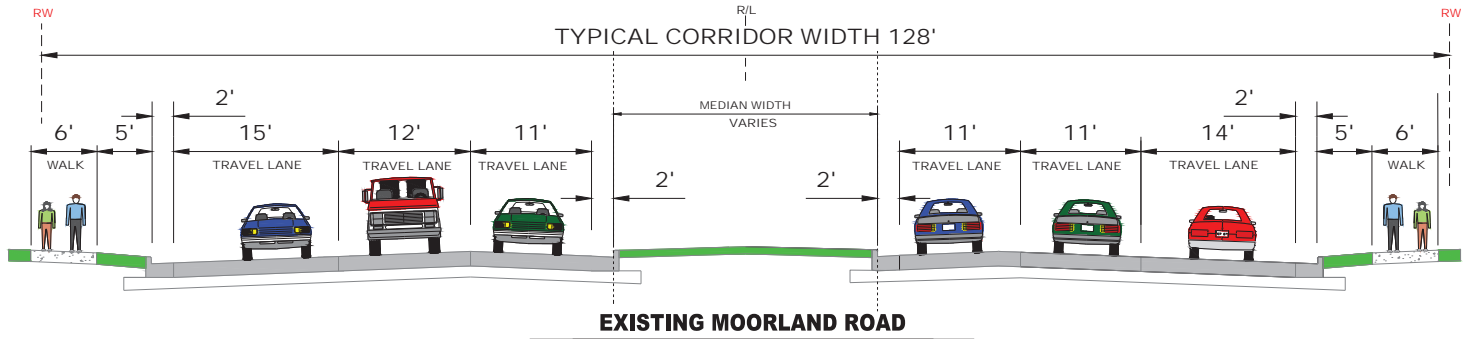 RW
R/L
RW
TYPICAL CORRIDOR WIDTH 128'
2'
MEDIAN WIDTH
VARIES
2'
6'
5'
15'
12'
11'
11'
11'
14'
5'
6'
WALK
TRAVEL LANE
TRAVEL LANE
TRAVEL LANE
TRAVEL LANE
TRAVEL LANE
TRAVEL LANE
WALK
2'
2'
EXISTING MOORLAND ROAD